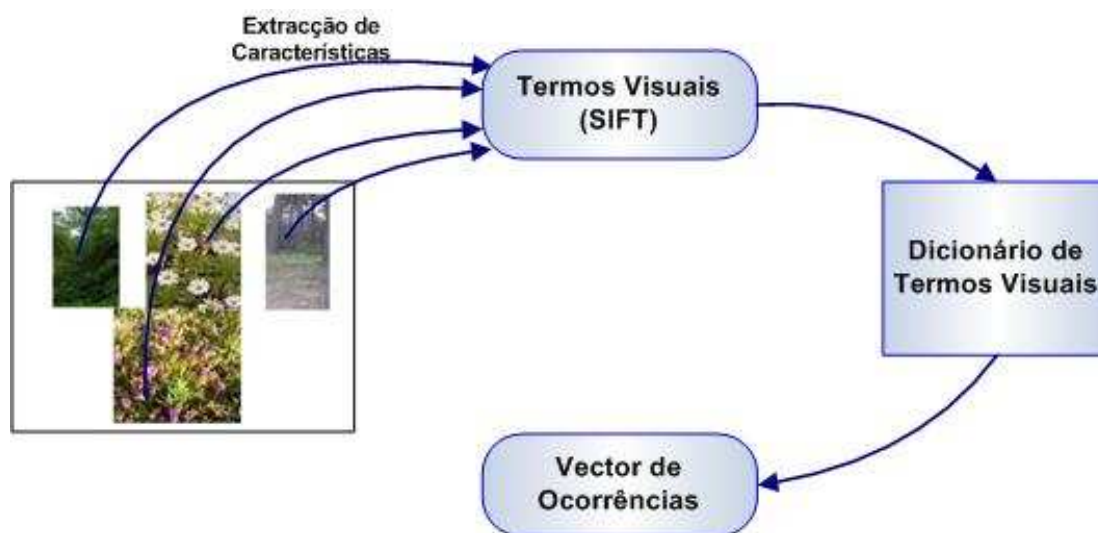 Extracção de
Características
Termos Visuais
(SIFT)
Dicionário de
Termos Visuais
Vector de
Ocorrências